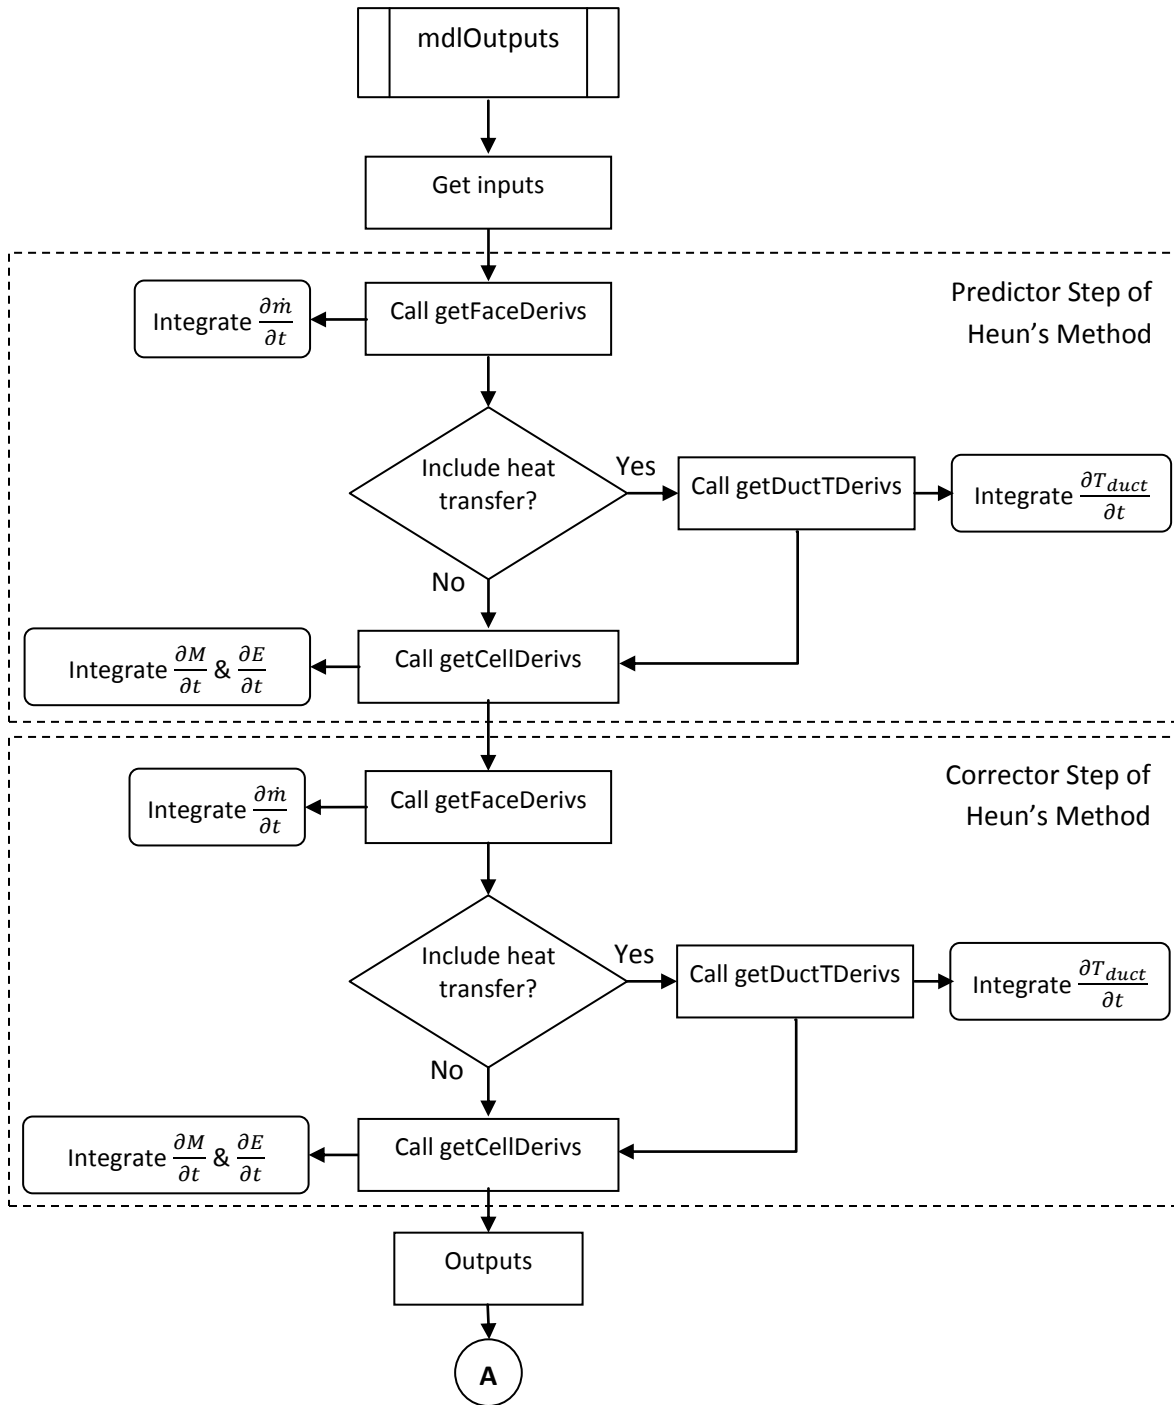 mdlOutputs
Get inputs
Predictor Step of
Heun's Method
Call getFaceDerivs
Integrate ∂ṁ/∂t
Include heat
transfer?
Yes
Call getDuctTDerivs
Integrate ∂T_duct/∂t
No
Call getCellDerivs
Integrate ∂M/∂t & ∂E/∂t
Corrector Step of
Heun's Method
Call getFaceDerivs
Integrate ∂ṁ/∂t
Include heat
transfer?
Yes
Call getDuctTDerivs
Integrate ∂T_duct/∂t
No
Call getCellDerivs
Integrate ∂M/∂t & ∂E/∂t
Outputs
A